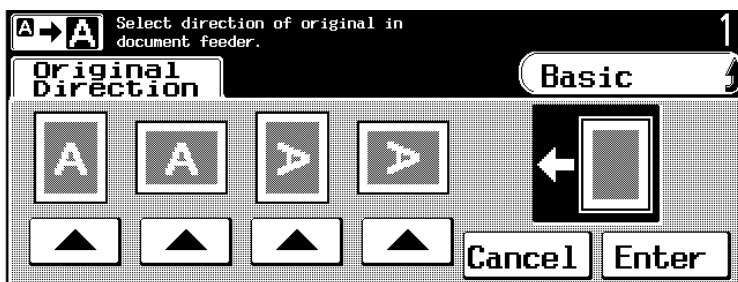 A→A Select direction of original in
document feeder.
1
Original
Direction
Basic
A A A A
Cancel Enter